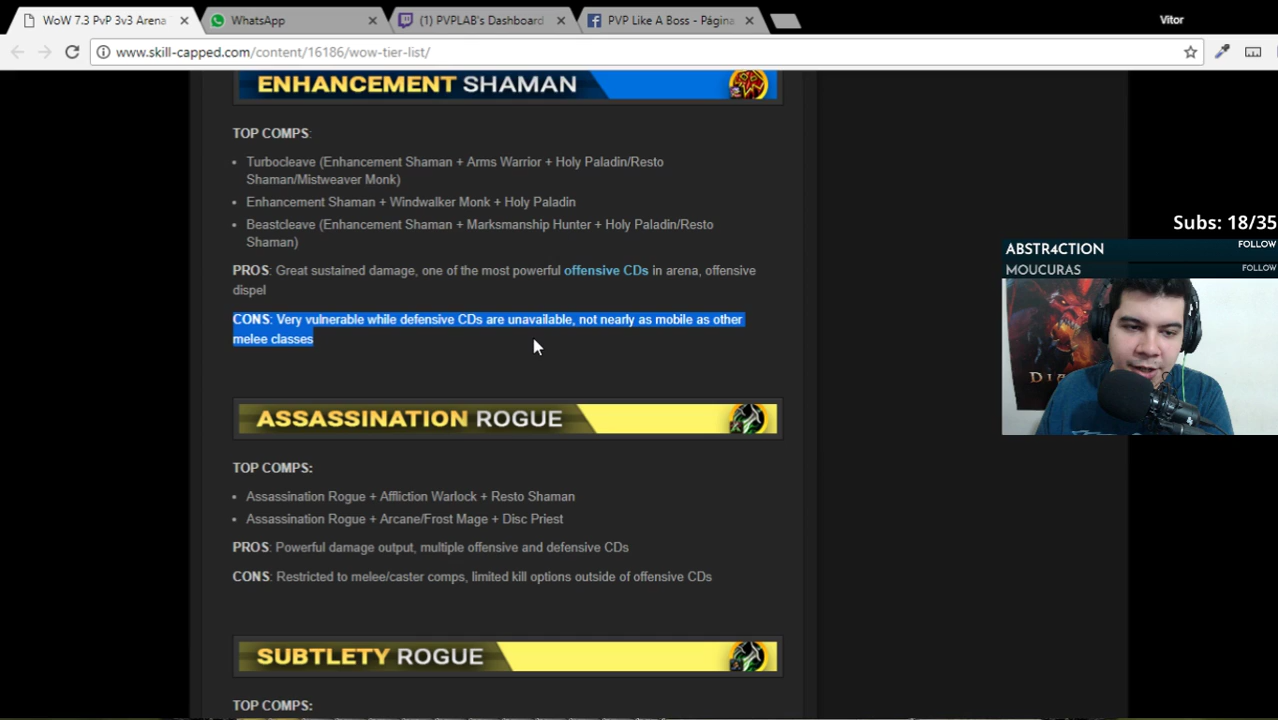 WoW 7.3 PvP 3v3 Arena
WhatsApp
(1) PVPLAB's Dashboard
PVP Like A Boss - Página
Vitor
www.skill-capped.com/content/16186/wow-tier-list/
ENHANCEMENT SHAMAN
TOP COMPS:
• Turbocleave (Enhancement Shaman + Arms Warrior + Holy Paladin/Resto
Shaman/Mistweaver Monk)
• Enhancement Shaman + Windwalker Monk + Holy Paladin
• Beastcleave (Enhancement Shaman + Marksmanship Hunter + Holy Paladin/Resto
Shaman)
PROS: Great sustained damage, one of the most powerful offensive CDs in arena, offensive
dispel
CONS: Very vulnerable while defensive CDs are unavailable, not nearly as mobile as other
melee classes
ASSASSINATION ROGUE
TOP COMPS:
• Assassination Rogue + Affliction Warlock + Resto Shaman
• Assassination Rogue + Arcane/Frost Mage + Disc Priest
PROS: Powerful damage output, multiple offensive and defensive CDs
CONS: Restricted to melee/caster comps, limited kill options outside of offensive CDs
SUBTLETY ROGUE
TOP COMPS:
Subs: 18/35
ABSTR4CTION FOLLOW
MOUCURAS FOLLOW